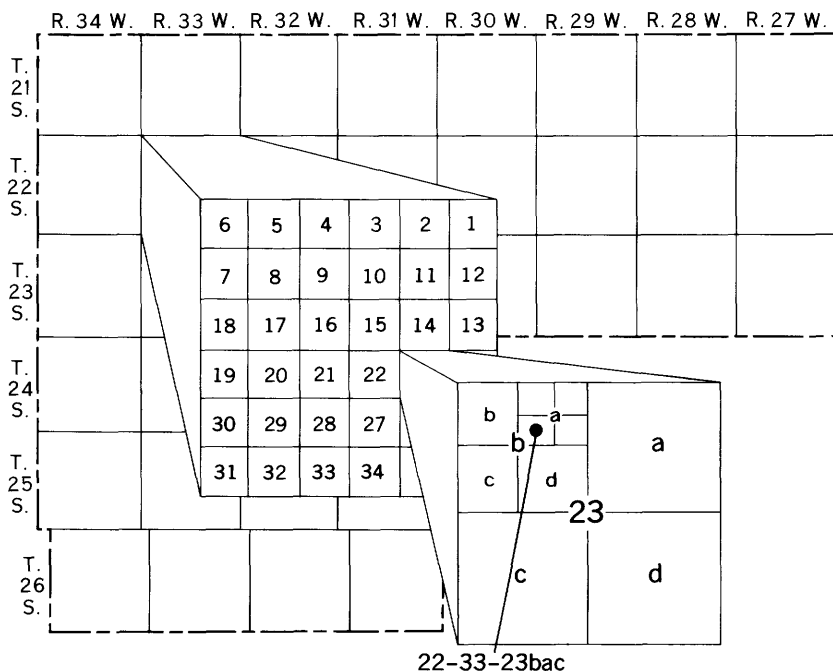 R. 34 W. R. 33 W. R. 32 W. R. 31 W. R. 30 W. R. 29 W. R. 28 W. R. 27 W.
T.
21
S.
T.
22
S.
T.
23
S.
T.
24
S.
T.
25
S.
T.
26
S.
6 5 4 3 2 1
7 8 9 10 11 12
18 17 16 15 14 13
19 20 21 22
30 29 28 27
31 32 33 34
b a
b a
c d
23
c d
22-33-23bac